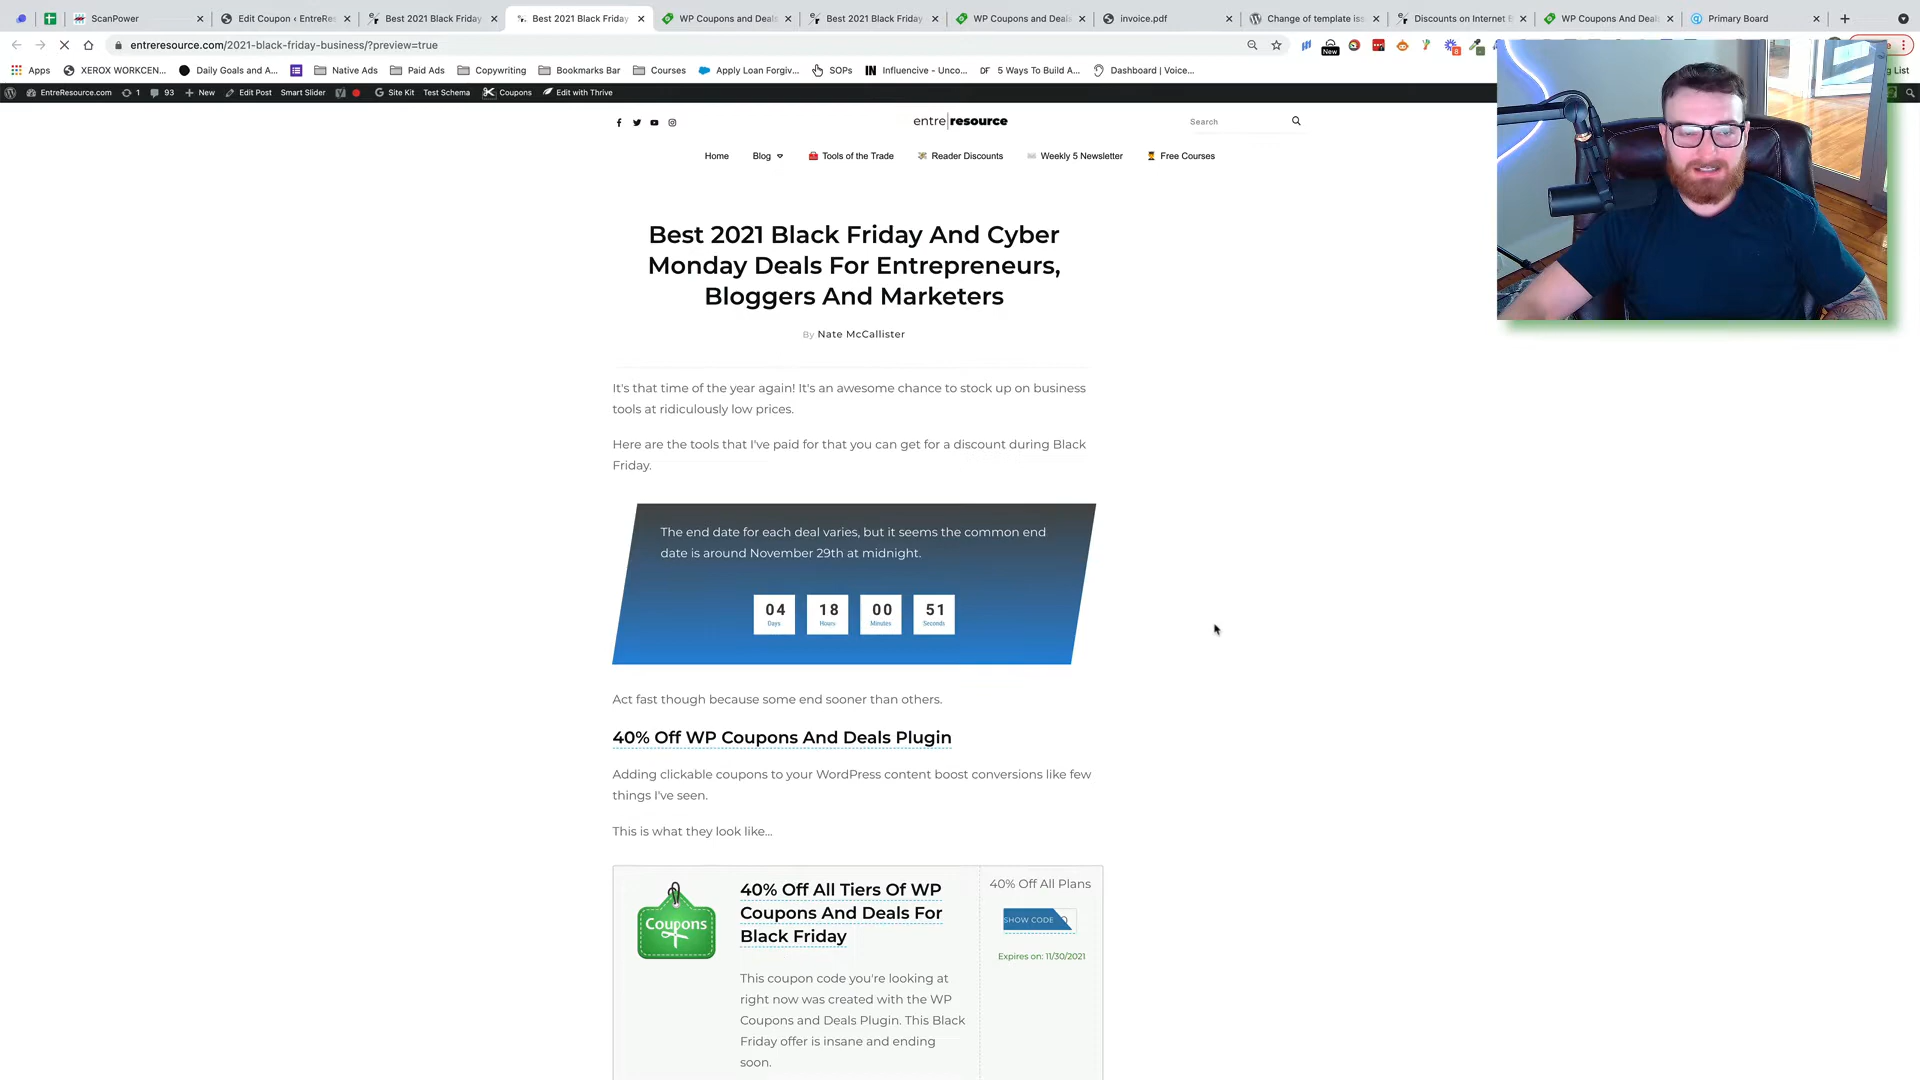 ScanPower
Edit Coupon ‹ EntreRes
Best 2021 Black Friday
Best 2021 Black Friday
WP Coupons and Deals
Best 2021 Black Friday
WP Coupons and Deals
invoice.pdf
Change of template iss
Discounts on Internet B
WP Coupons And Deals
Primary Board
entreresource.com/2021-black-friday-business/?preview=true
New
Apps
XEROX WORKCEN...
Daily Goals and A...
Native Ads
Paid Ads
Copywriting
Bookmarks Bar
Courses
Apply Loan Forgiv...
SOPs
IN Influencive - Unco...
DF 5 Ways To Build A...
Dashboard | Voice...
g List
EntreResource.com
1
93
New
Edit Post
Smart Slider
Site Kit
Test Schema
Coupons
Edit with Thrive
entre|resource
Search
Home
Blog
Tools of the Trade
Reader Discounts
Weekly 5 Newsletter
Free Courses
Best 2021 Black Friday And Cyber
Monday Deals For Entrepreneurs,
Bloggers And Marketers
By Nate McCallister
It's that time of the year again! It's an awesome chance to stock up on business
tools at ridiculously low prices.
Here are the tools that I've paid for that you can get for a discount during Black
Friday.
The end date for each deal varies, but it seems the common end
date is around November 29th at midnight.
04 18 00 51
Days Hours Minutes Seconds
Act fast though because some end sooner than others.
40% Off WP Coupons And Deals Plugin
Adding clickable coupons to your WordPress content boost conversions like few
things I've seen.
This is what they look like...
Coupons
40% Off All Tiers Of WP
Coupons And Deals For
Black Friday
This coupon code you're looking at
right now was created with the WP
Coupons and Deals Plugin. This Black
Friday offer is insane and ending
soon.
40% Off All Plans
SHOW CODE
Expires on: 11/30/2021